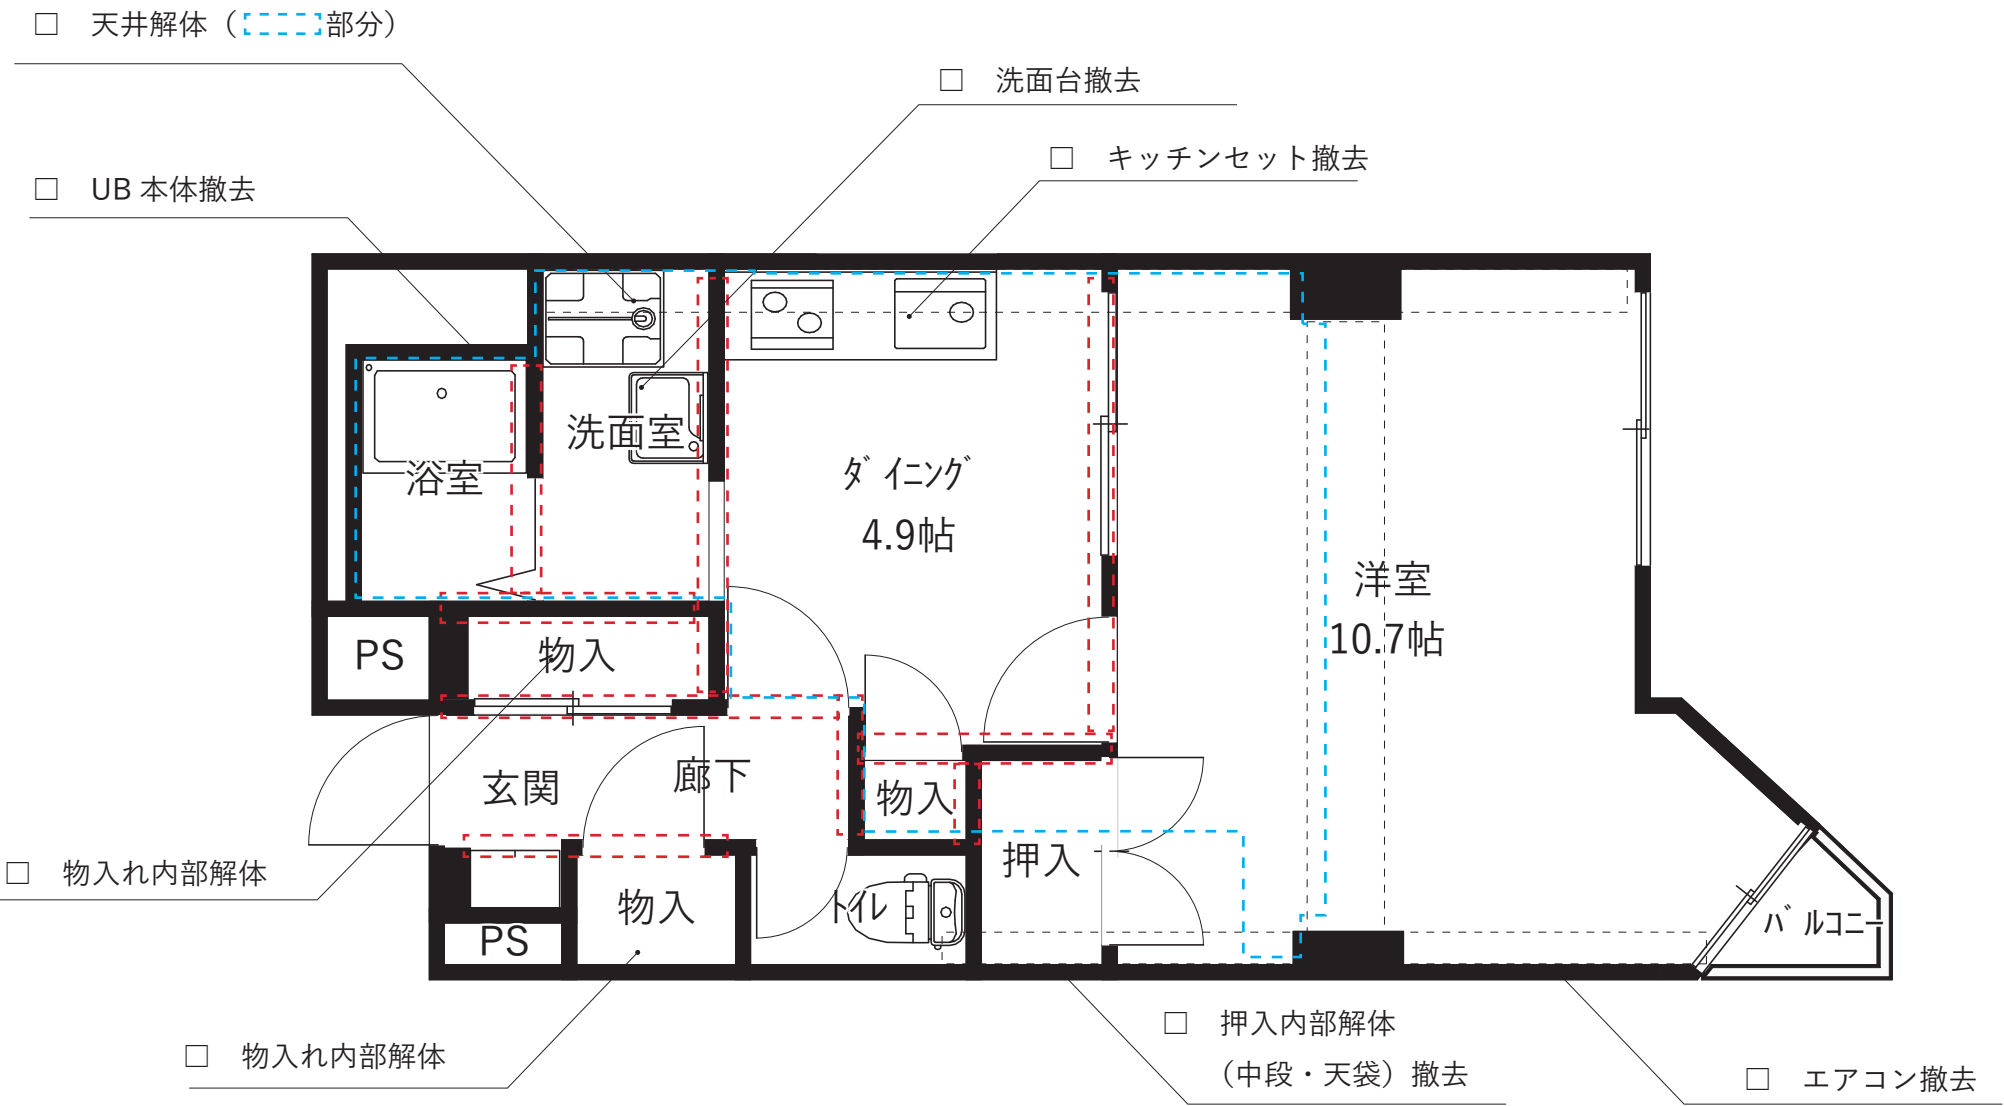 □ 天井解体（ 部分）
□ 洗面台撤去
□ キッチンセット撤去
□ UB 本体撤去
洗面室
浴室
ﾀﾞｲﾆﾝｸﾞ
4.9帖
洋室
10.7帖
PS
物入
玄関
廊下
物入
押入
□ 物入れ内部解体
物入
ﾄｲﾚ
PS
ﾊﾞﾙｺﾆｰ
□ 物入れ内部解体
□ 押入内部解体
（中段・天袋）撤去
□ エアコン撤去